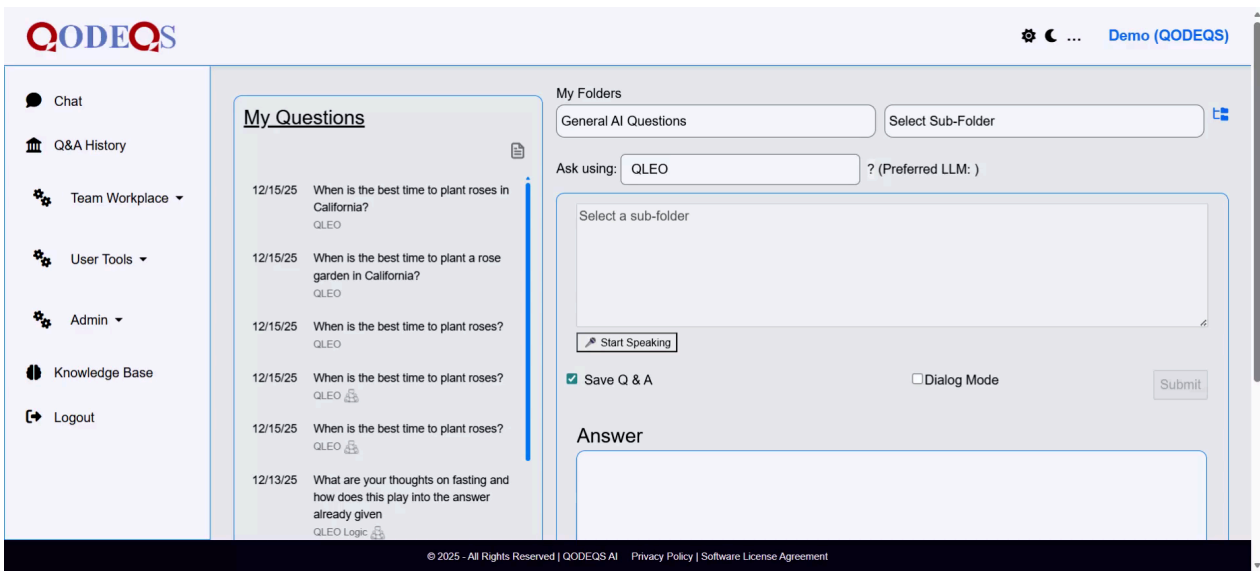 QODEQS
... Demo (QODEQS)
Chat
Q&A History
Team Workplace
User Tools
Admin
Knowledge Base
Logout
My Questions
12/15/25 When is the best time to plant roses in
California?
QLEO
12/15/25 When is the best time to plant a rose
garden in California?
QLEO
12/15/25 When is the best time to plant roses?
QLEO
12/15/25 When is the best time to plant roses?
QLEO
12/15/25 When is the best time to plant roses?
QLEO
12/13/25 What are your thoughts on fasting and
how does this play into the answer
already given
QLEO Logic
My Folders
General AI Questions Select Sub-Folder
Ask using: QLEO ? (Preferred LLM: )
Select a sub-folder
Start Speaking
Save Q & A Dialog Mode Submit
Answer
© 2025 - All Rights Reserved | QODEQS AI Privacy Policy | Software License Agreement